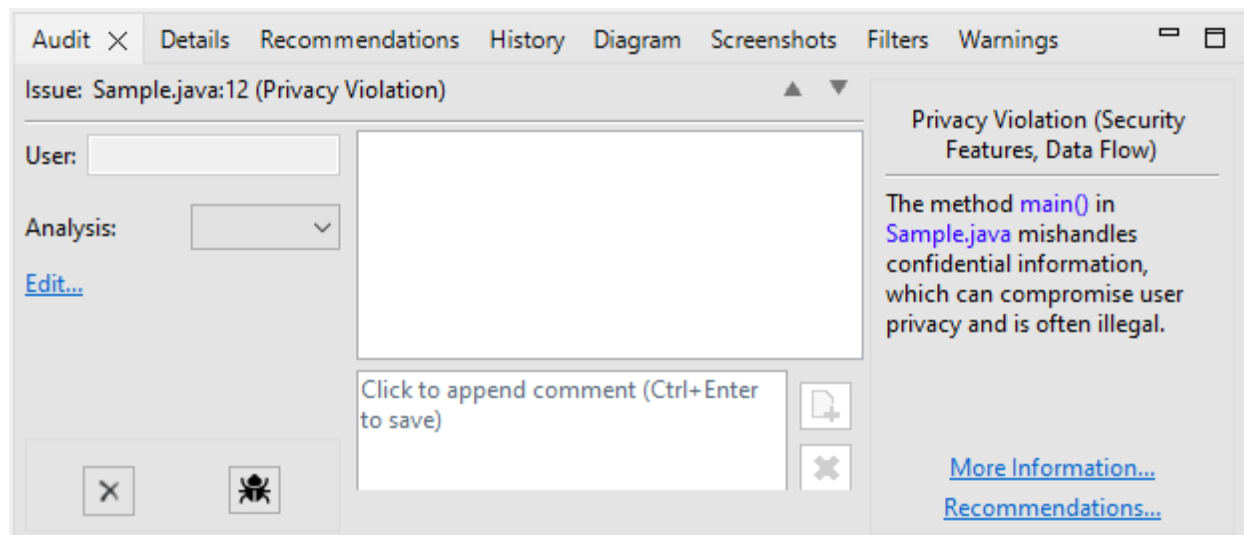 Audit Details Recommendations History Diagram Screenshots Filters Warnings
Issue: Sample.java:12 (Privacy Violation)
User:
Analysis:
Edit...
Click to append comment (Ctrl+Enter
to save)
Privacy Violation (Security
Features, Data Flow)
The method main() in
Sample.java mishandles
confidential information,
which can compromise user
privacy and is often illegal.
More Information...
Recommendations...